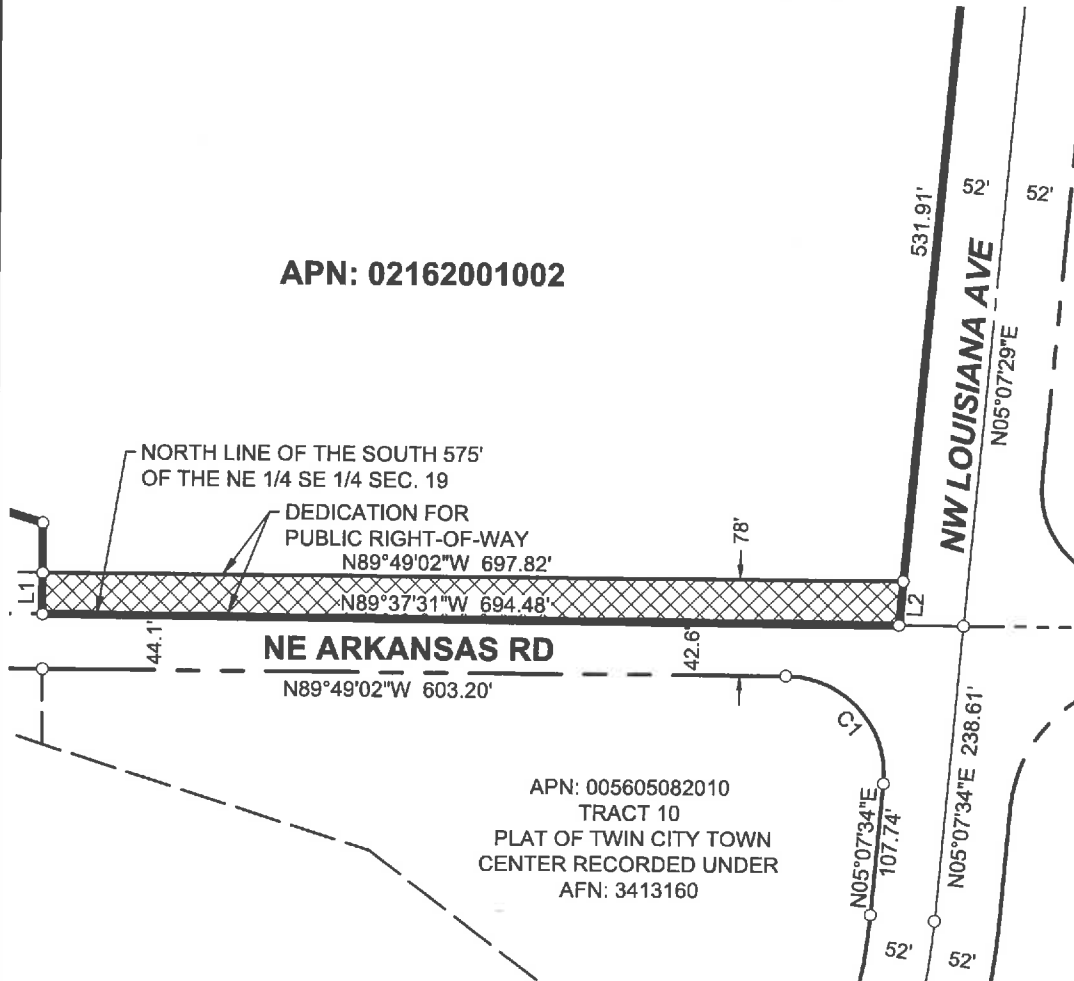 52'
52'
531.91'
NW LOUISIANA AVE
N05°07'29"E
APN: 02162001002
NORTH LINE OF THE SOUTH 575'
OF THE NE 1/4 SE 1/4 SEC. 19
DEDICATION FOR
PUBLIC RIGHT-OF-WAY
N89°49'02"W 697.82'
78'
L1
N89°37'31"W 694.48'
L2
44.1'
NE ARKANSAS RD
42.6'
N89°49'02"W 603.20'
C1
N05°07'34"E 238.61'
APN: 005605082010
TRACT 10
PLAT OF TWIN CITY TOWN
CENTER RECORDED UNDER
AFN: 3413160
N05°07'34"E
107.74'
52'
52'